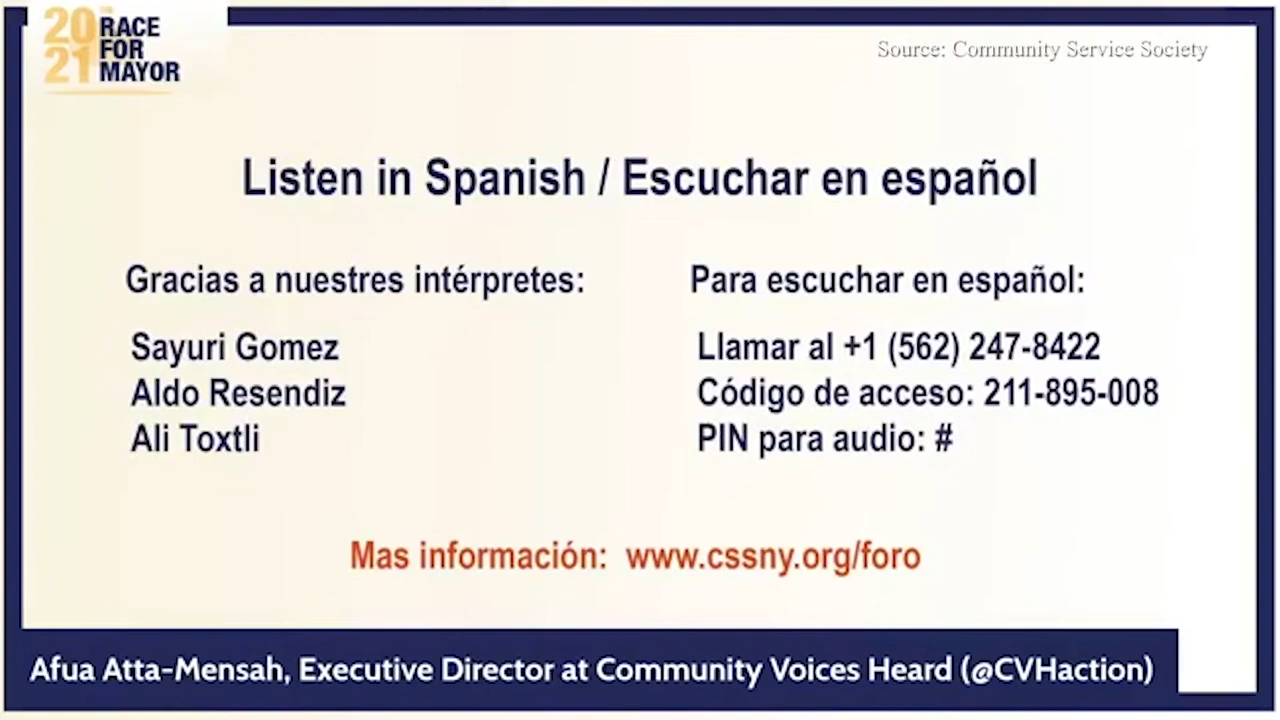 2021 THE RACE FOR MAYOR
Source: Community Service Society
Listen in Spanish / Escuchar en español
Gracias a nuestres intérpretes:
Sayuri Gomez
Aldo Resendiz
Ali Toxtli
Para escuchar en español:
Llamar al +1 (562) 247-8422
Código de acceso: 211-895-008
PIN para audio: #
Mas información: www.cssny.org/foro
Afua Atta-Mensah, Executive Director at Community Voices Heard (@CVHaction)